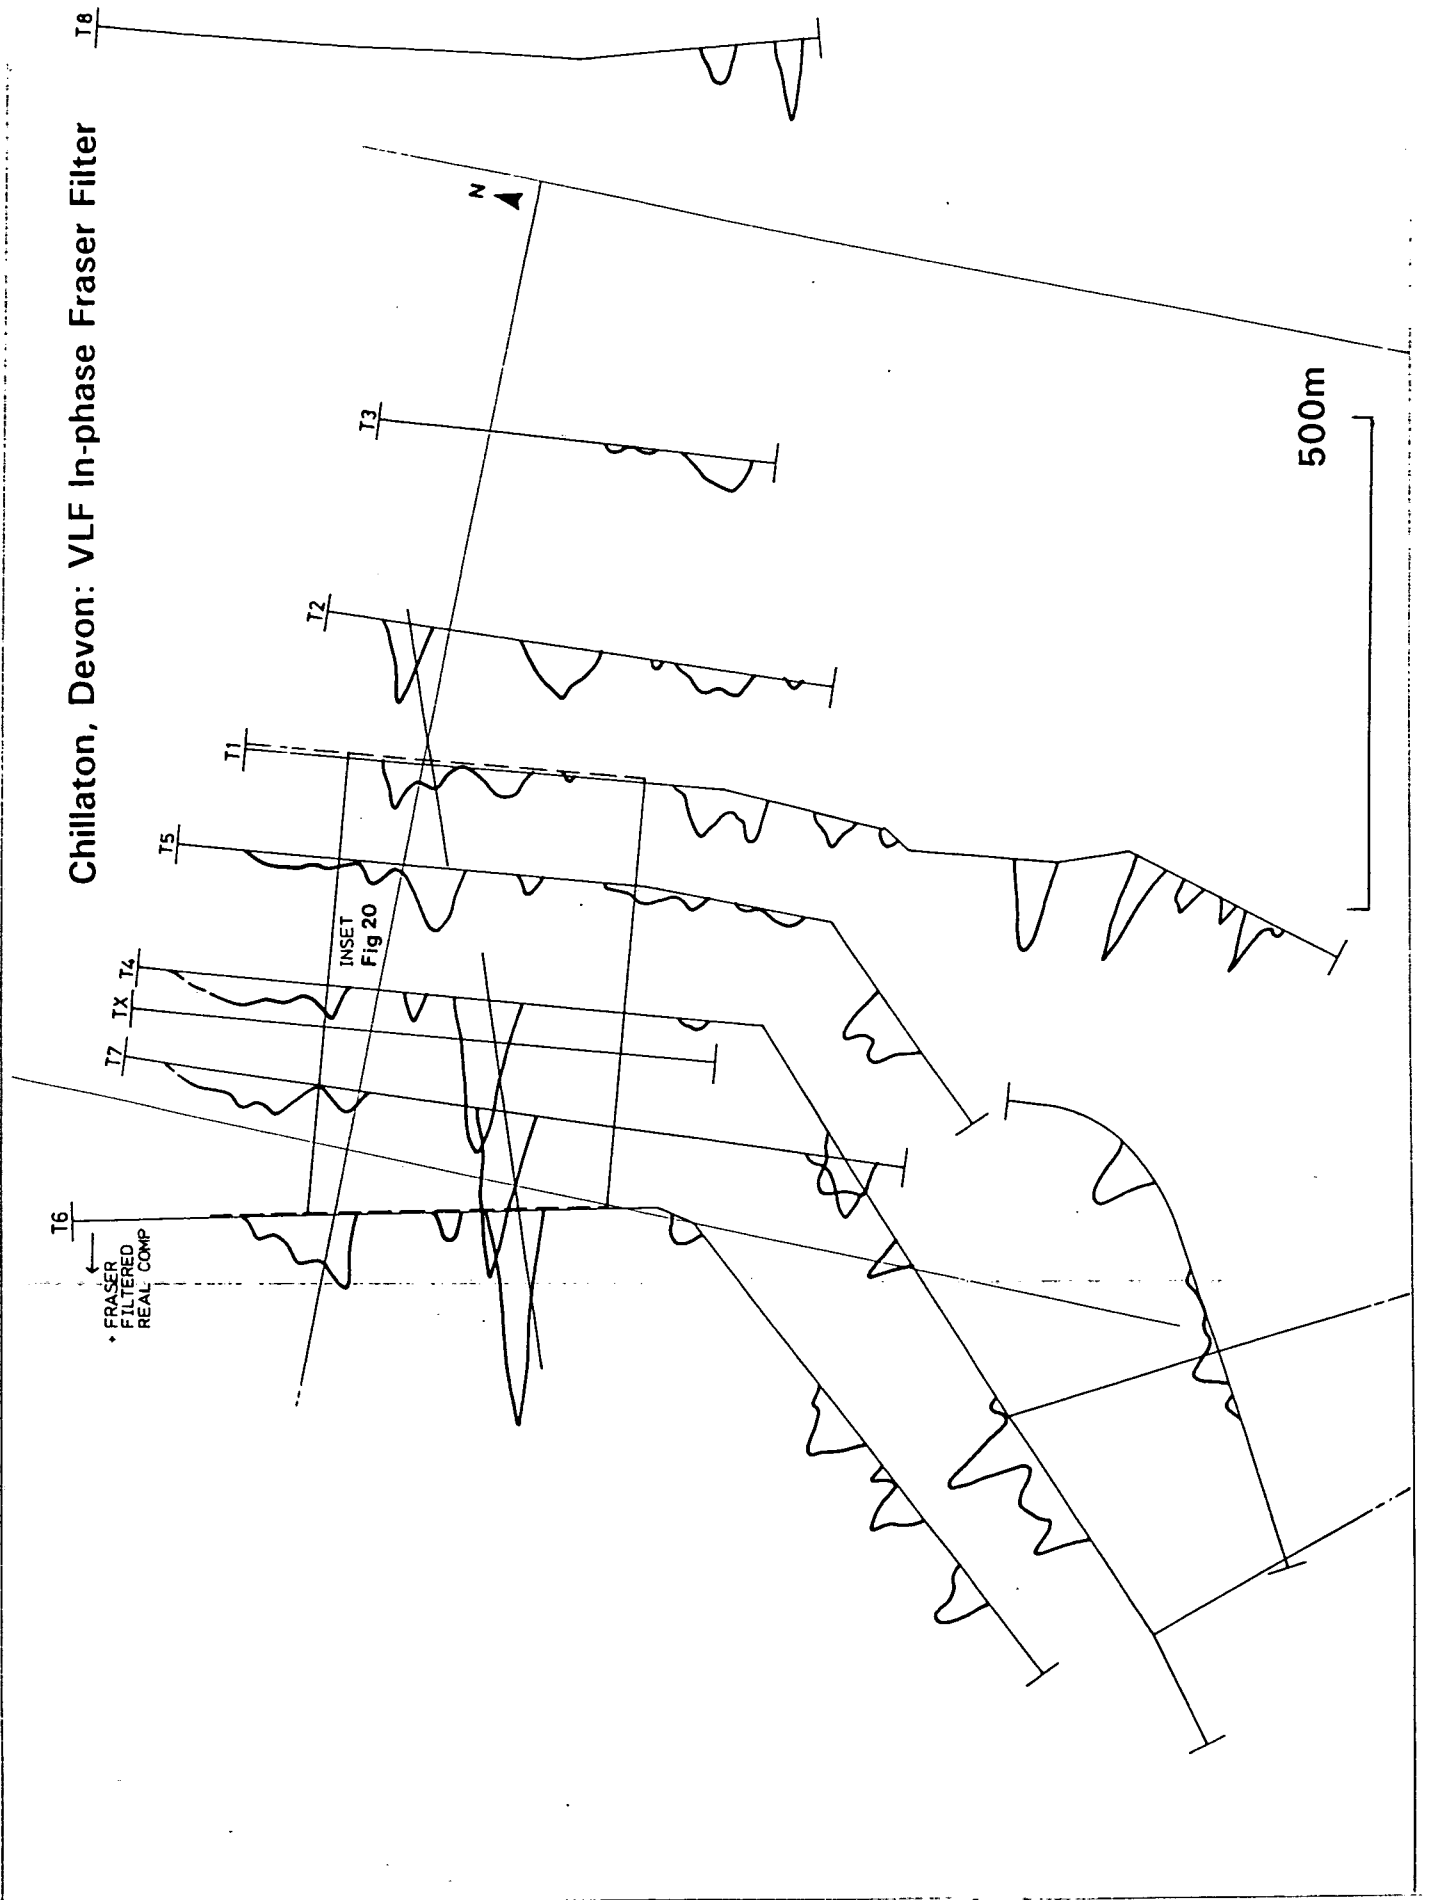 Chillaton, Devon: VLF In-phase Fraser Filter
T8
N
T3
T2
T1
T5
T4
TX
T7
T6
INSET
Fig 20
+ FRASER
FILTERED
REAL COMP
500m